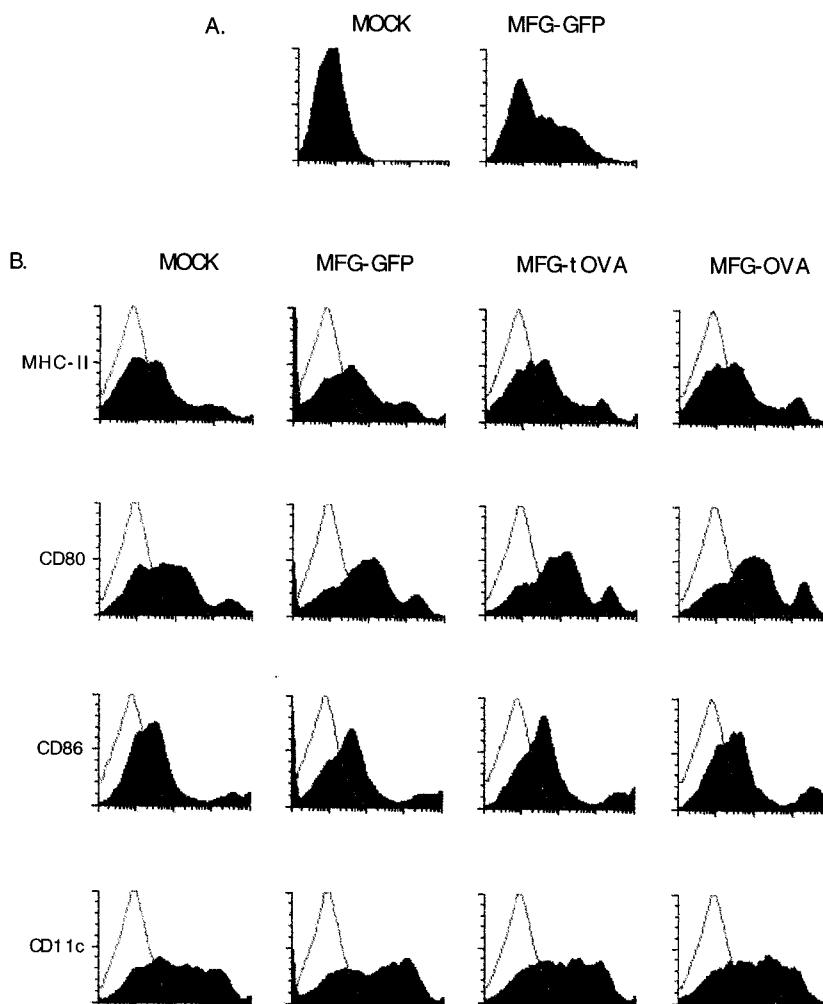 A.
MOCK MFG-GFP
B.
MOCK MFG-GFP MFG-tOVA MFG-OVA
MHC-II
CD80
CD86
CD11c